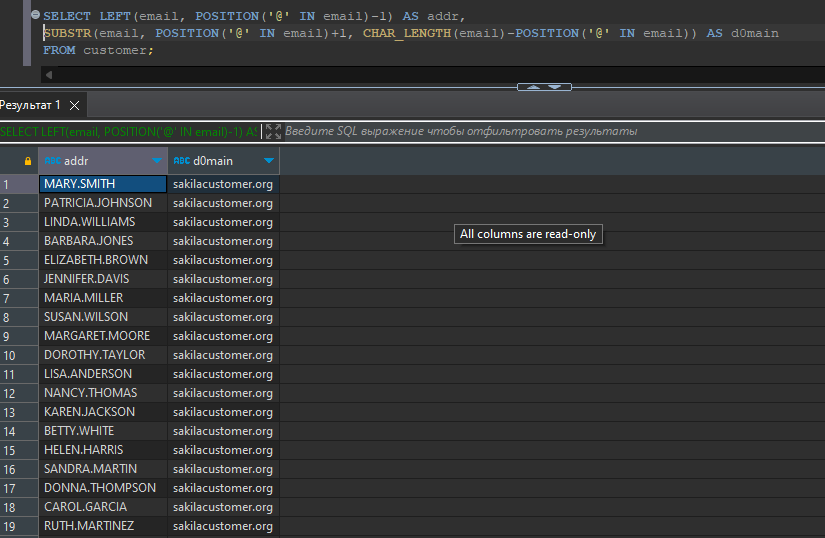 SELECT LEFT(email, POSITION('@' IN email)-1) AS addr,
SUBSTR(email, POSITION('@' IN email)+1, CHAR_LENGTH(email)-POSITION('@' IN email)) AS d0main
FROM customer;
Результат 1
SELECT LEFT(email, POSITION('@' IN email)-1) AS Введите SQL выражение чтобы отфильтровать результаты
ABC addr ABC d0main
1 MARY.SMITH sakilacustomer.org
2 PATRICIA.JOHNSON sakilacustomer.org
3 LINDA.WILLIAMS sakilacustomer.org
All columns are read-only
4 BARBARA.JONES sakilacustomer.org
5 ELIZABETH.BROWN sakilacustomer.org
6 JENNIFER.DAVIS sakilacustomer.org
7 MARIA.MILLER sakilacustomer.org
8 SUSAN.WILSON sakilacustomer.org
9 MARGARET.MOORE sakilacustomer.org
10 DOROTHY.TAYLOR sakilacustomer.org
11 LISA.ANDERSON sakilacustomer.org
12 NANCY.THOMAS sakilacustomer.org
13 KAREN.JACKSON sakilacustomer.org
14 BETTY.WHITE sakilacustomer.org
15 HELEN.HARRIS sakilacustomer.org
16 SANDRA.MARTIN sakilacustomer.org
17 DONNA.THOMPSON sakilacustomer.org
18 CAROL.GARCIA sakilacustomer.org
19 RUTH.MARTINEZ sakilacustomer.org